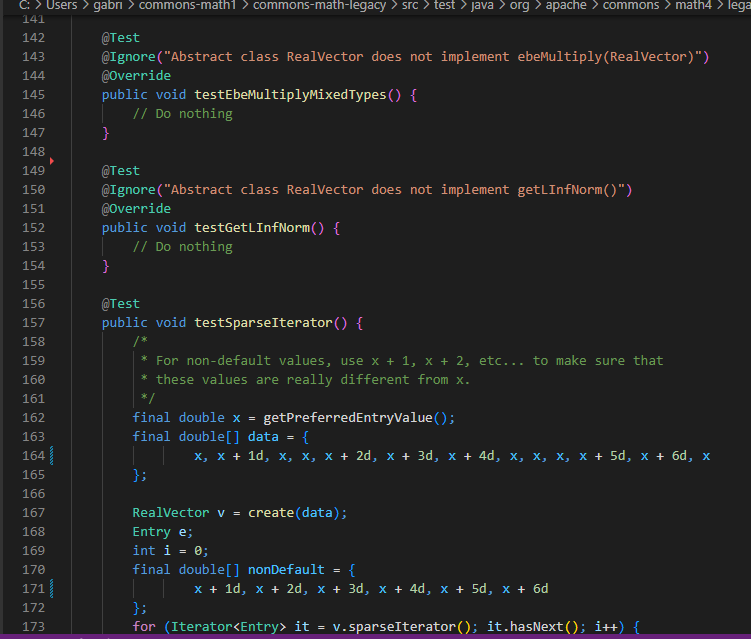 C: > Users > gabri > commons-math1 > commons-math-legacy > src > test > java > org > apache > commons > math4 > lega
141
142 @Test
143 @Ignore("Abstract class RealVector does not implement ebeMultiply(RealVector)")
144 @Override
145 public void testEbeMultiplyMixedTypes() {
146 // Do nothing
147 }
148
149 @Test
150 @Ignore("Abstract class RealVector does not implement getLInfNorm()")
151 @Override
152 public void testGetLInfNorm() {
153 // Do nothing
154 }
155
156 @Test
157 public void testSparseIterator() {
158 /*
159 * For non-default values, use x + 1, x + 2, etc... to make sure that
160 * these values are really different from x.
161 */
162 final double x = getPreferredEntryValue();
163 final double[] data = {
164 x, x + 1d, x, x, x + 2d, x + 3d, x + 4d, x, x, x, x + 5d, x + 6d, x
165 };
166
167 RealVector v = create(data);
168 Entry e;
169 int i = 0;
170 final double[] nonDefault = {
171 x + 1d, x + 2d, x + 3d, x + 4d, x + 5d, x + 6d
172 };
173 for (Iterator<Entry> it = v.sparseIterator(); it.hasNext(); i++) {